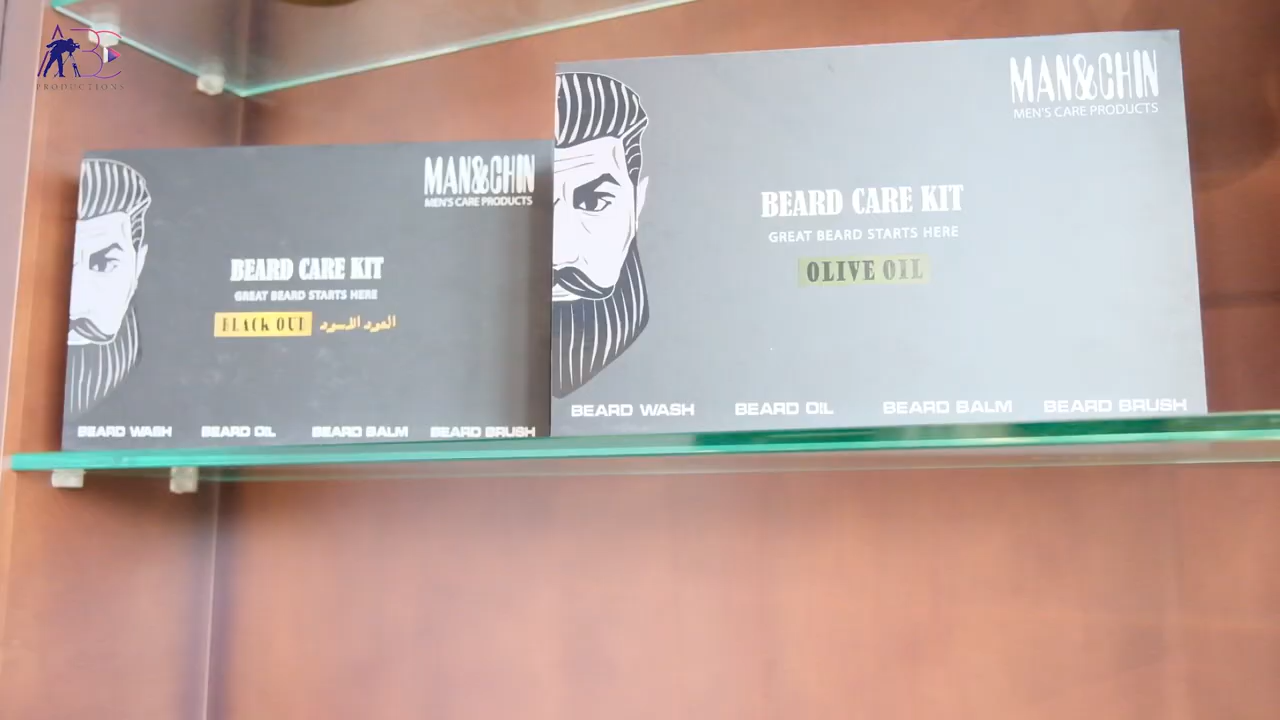 ABE
PRODUCTIONS
MAN&CHIN
MEN'S CARE PRODUCTS
BEARD CARE KIT
GREAT BEARD STARTS HERE
BLACK OUD العود الاسود
BEARD WASH BEARD OIL BEARD BALM BEARD BRUSH
MAN&CHIN
MEN'S CARE PRODUCTS
BEARD CARE KIT
GREAT BEARD STARTS HERE
OLIVE OIL
BEARD WASH BEARD OIL BEARD BALM BEARD BRUSH